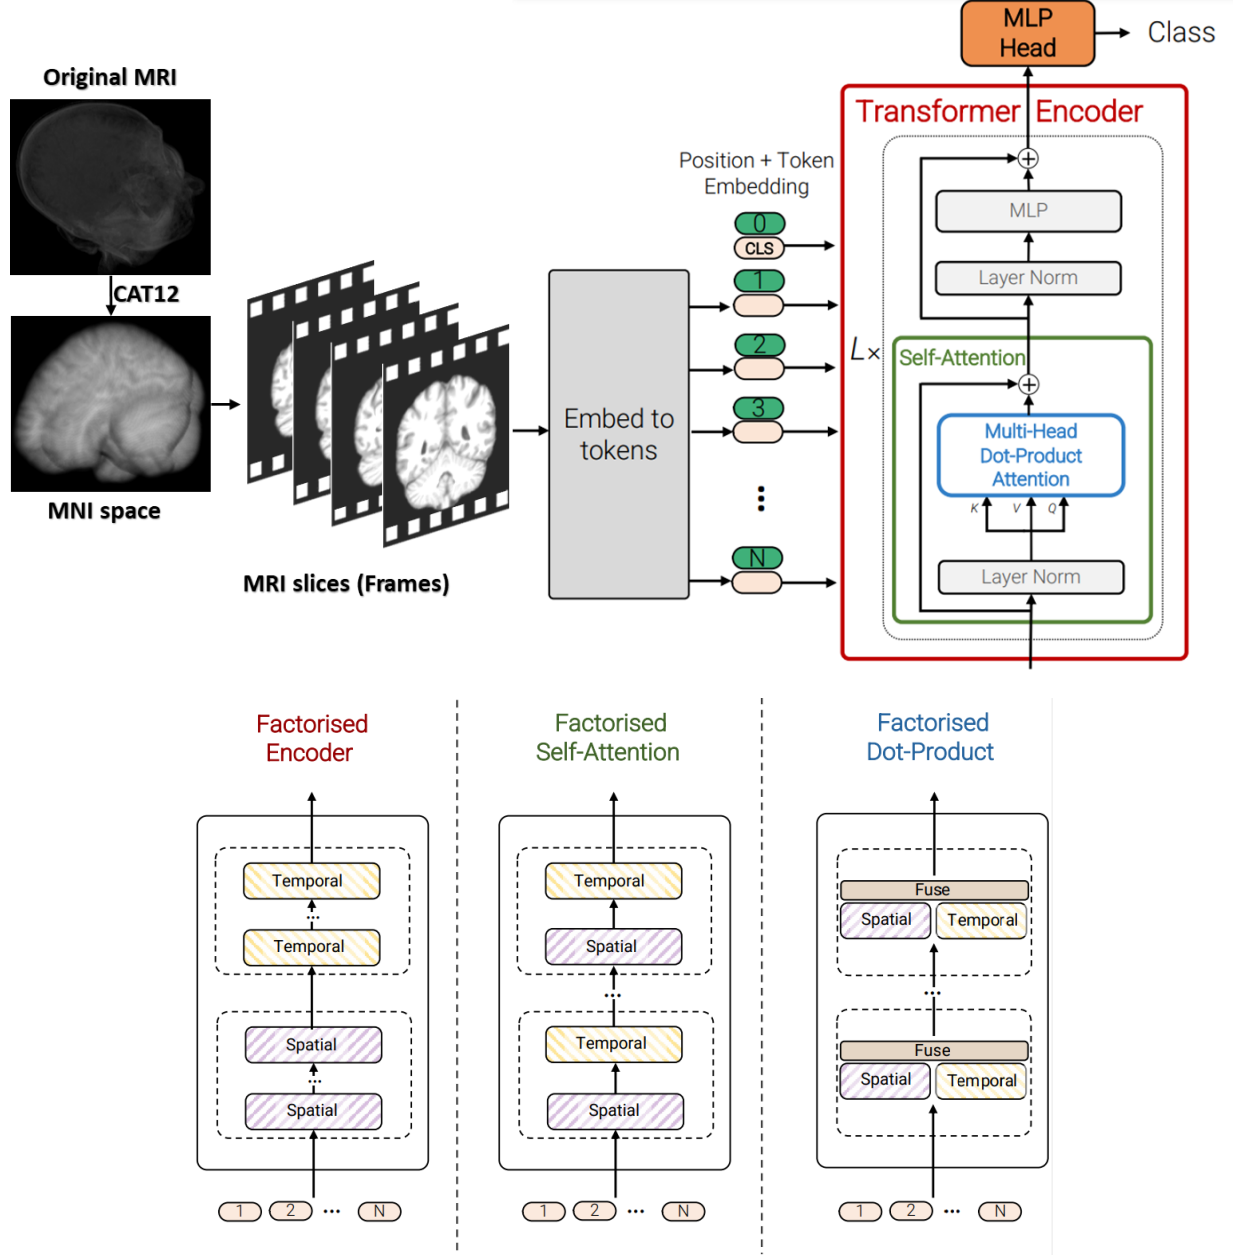 MLP
Head
Class
Original MRI
Transformer Encoder
Position + Token
Embedding
MLP
0
CLS
Layer Norm
1
CAT12
2
L×
Self-Attention
3
Multi-Head
Dot-Product
Attention
Embed to
tokens
K
V
Q
MNI space
...
N
Layer Norm
MRI slices (Frames)
Factorised
Encoder
Temporal
...
Temporal
Spatial
...
Spatial
1
2
...
N
Factorised
Self-Attention
Temporal
Spatial
...
Temporal
Spatial
1
2
...
N
Factorised
Dot-Product
Fuse
Spatial
Temporal
...
Fuse
Spatial
Temporal
1
2
...
N